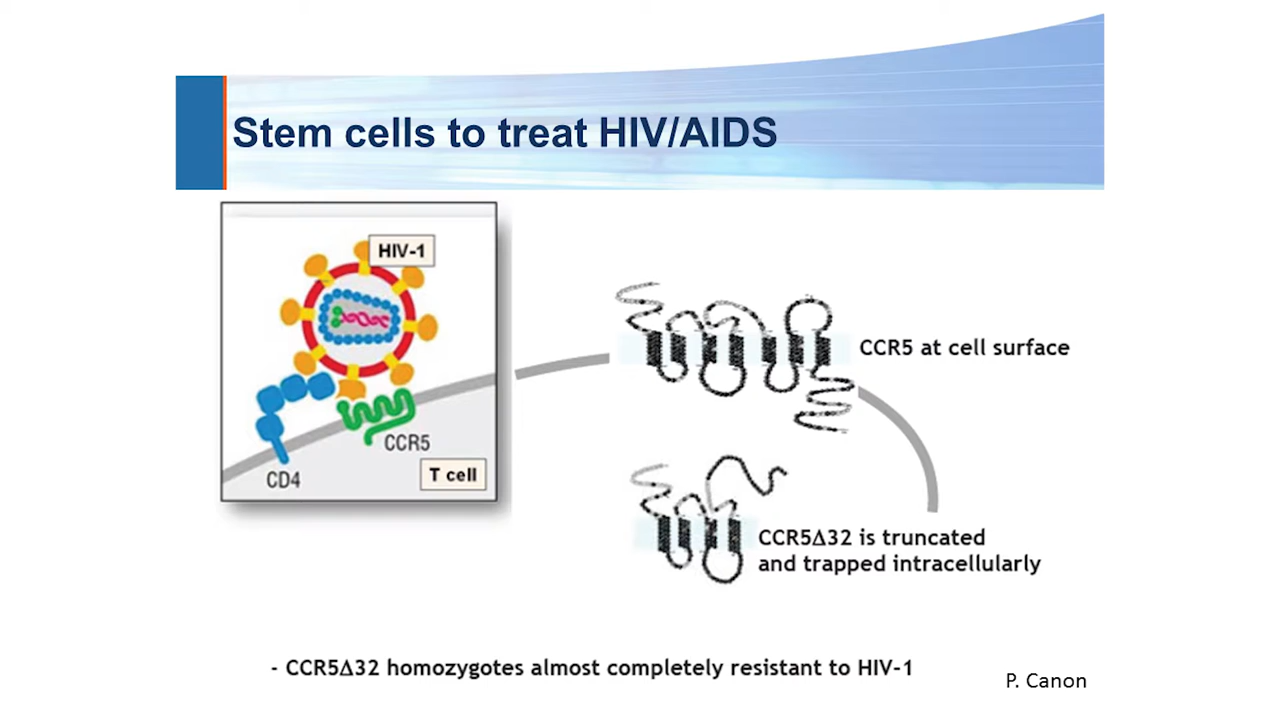 Stem cells to treat HIV/AIDS
HIV-1
CCR5
CD4
T cell
CCR5 at cell surface
CCR5Δ32 is truncated
and trapped intracellularly
- CCR5Δ32 homozygotes almost completely resistant to HIV-1
P. Canon